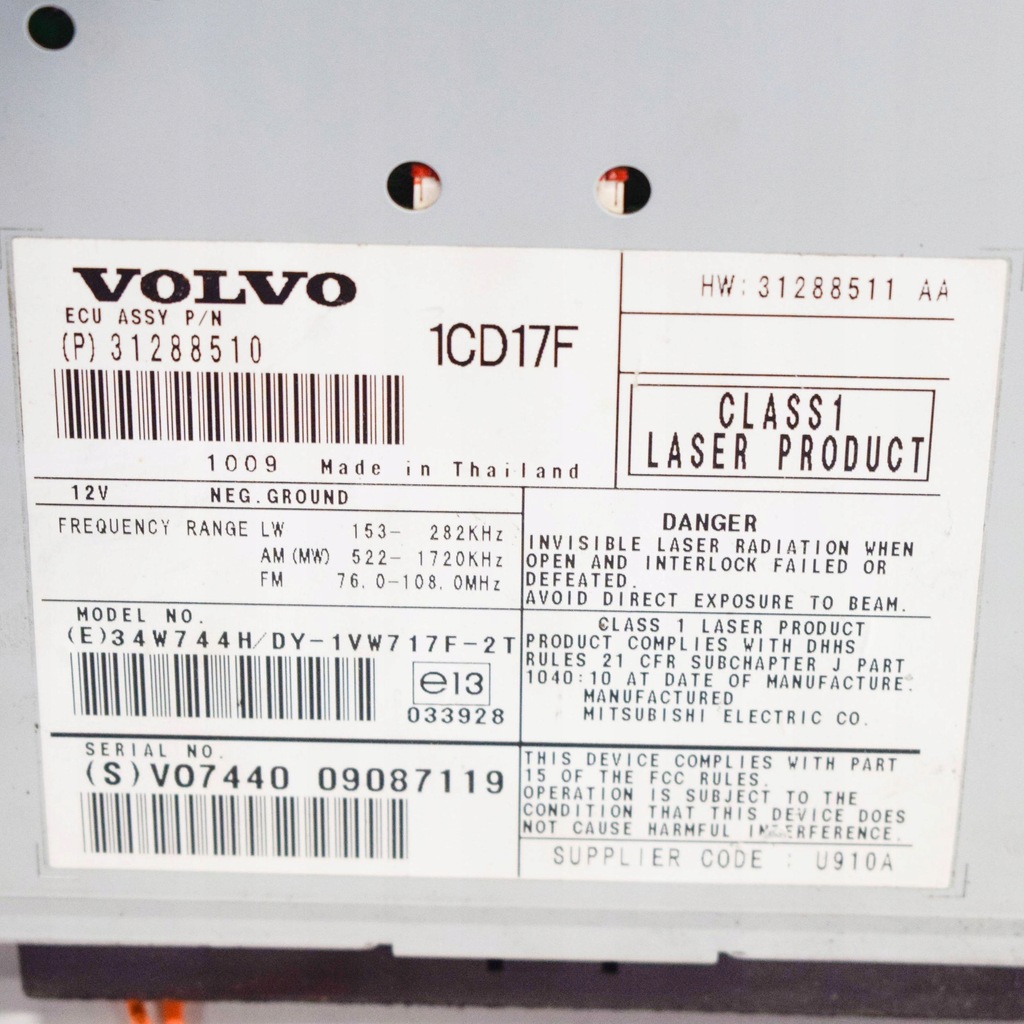 VOLVO
ECU ASSY P/N
(P) 31288510
1CD17F
1009 Made in Thailand
HW: 31288511 AA
CLASS1
LASER PRODUCT
12V NEG. GROUND
FREQUENCY RANGE LW 153- 282KHz
AM (MW) 522- 1720KHz
FM 76.0-108.0MHz
DANGER
INVISIBLE LASER RADIATION WHEN
OPEN AND INTERLOCK FAILED OR
DEFEATED.
AVOID DIRECT EXPOSURE TO BEAM.
MODEL NO.
(E)34W744H/DY-1VW717F-2T
e13
033928
CLASS 1 LASER PRODUCT
PRODUCT COMPLIES WITH DHHS
RULES 21 CFR SUBCHAPTER J PART
1040:10 AT DATE OF MANUFACTURE.
MANUFACTURED
MITSUBISHI ELECTRIC CO.
SERIAL NO.
(S)VO7440 09087119
THIS DEVICE COMPLIES WITH PART
15 OF THE FCC RULES.
OPERATION IS SUBJECT TO THE
CONDITION THAT THIS DEVICE DOES
NOT CAUSE HARMFUL INTERFERENCE.
SUPPLIER CODE : U910A